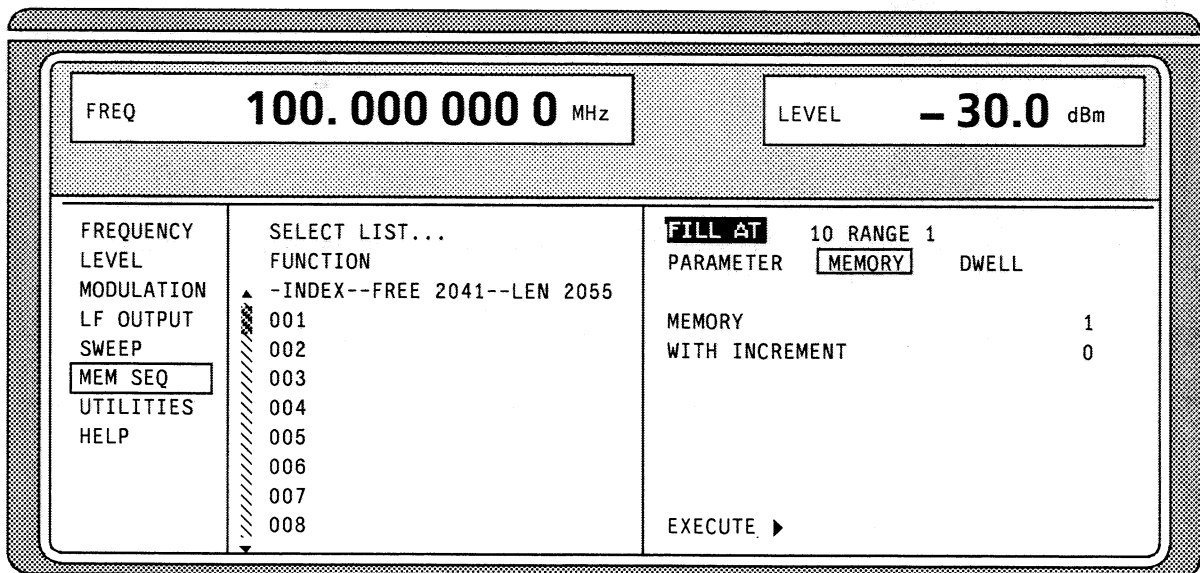 FREQ 100. 000 000 0 MHz
LEVEL – 30.0 dBm
FREQUENCY
LEVEL
MODULATION
LF OUTPUT
SWEEP
MEM SEQ
UTILITIES
HELP
SELECT LIST...
FUNCTION
-INDEX--FREE 2041--LEN 2055
001
002
003
004
005
006
007
008
FILL AT 10 RANGE 1
PARAMETER MEMORY DWELL
MEMORY 1
WITH INCREMENT 0
EXECUTE